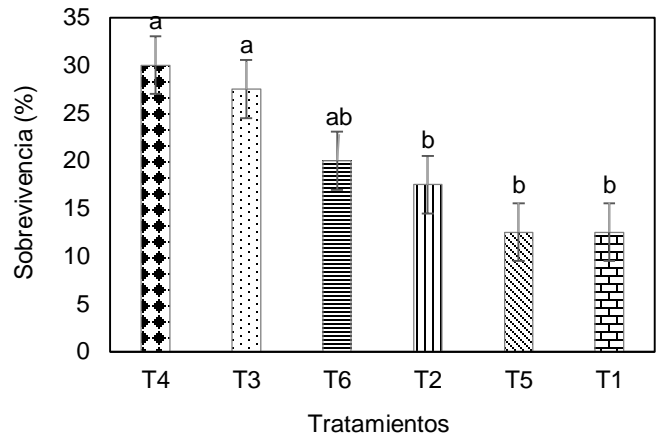 Sobrevivencia (%)
35
30
25
20
15
10
5
0
a
a
ab
b
b
b
T4 T3 T6 T2 T5 T1
Tratamientos